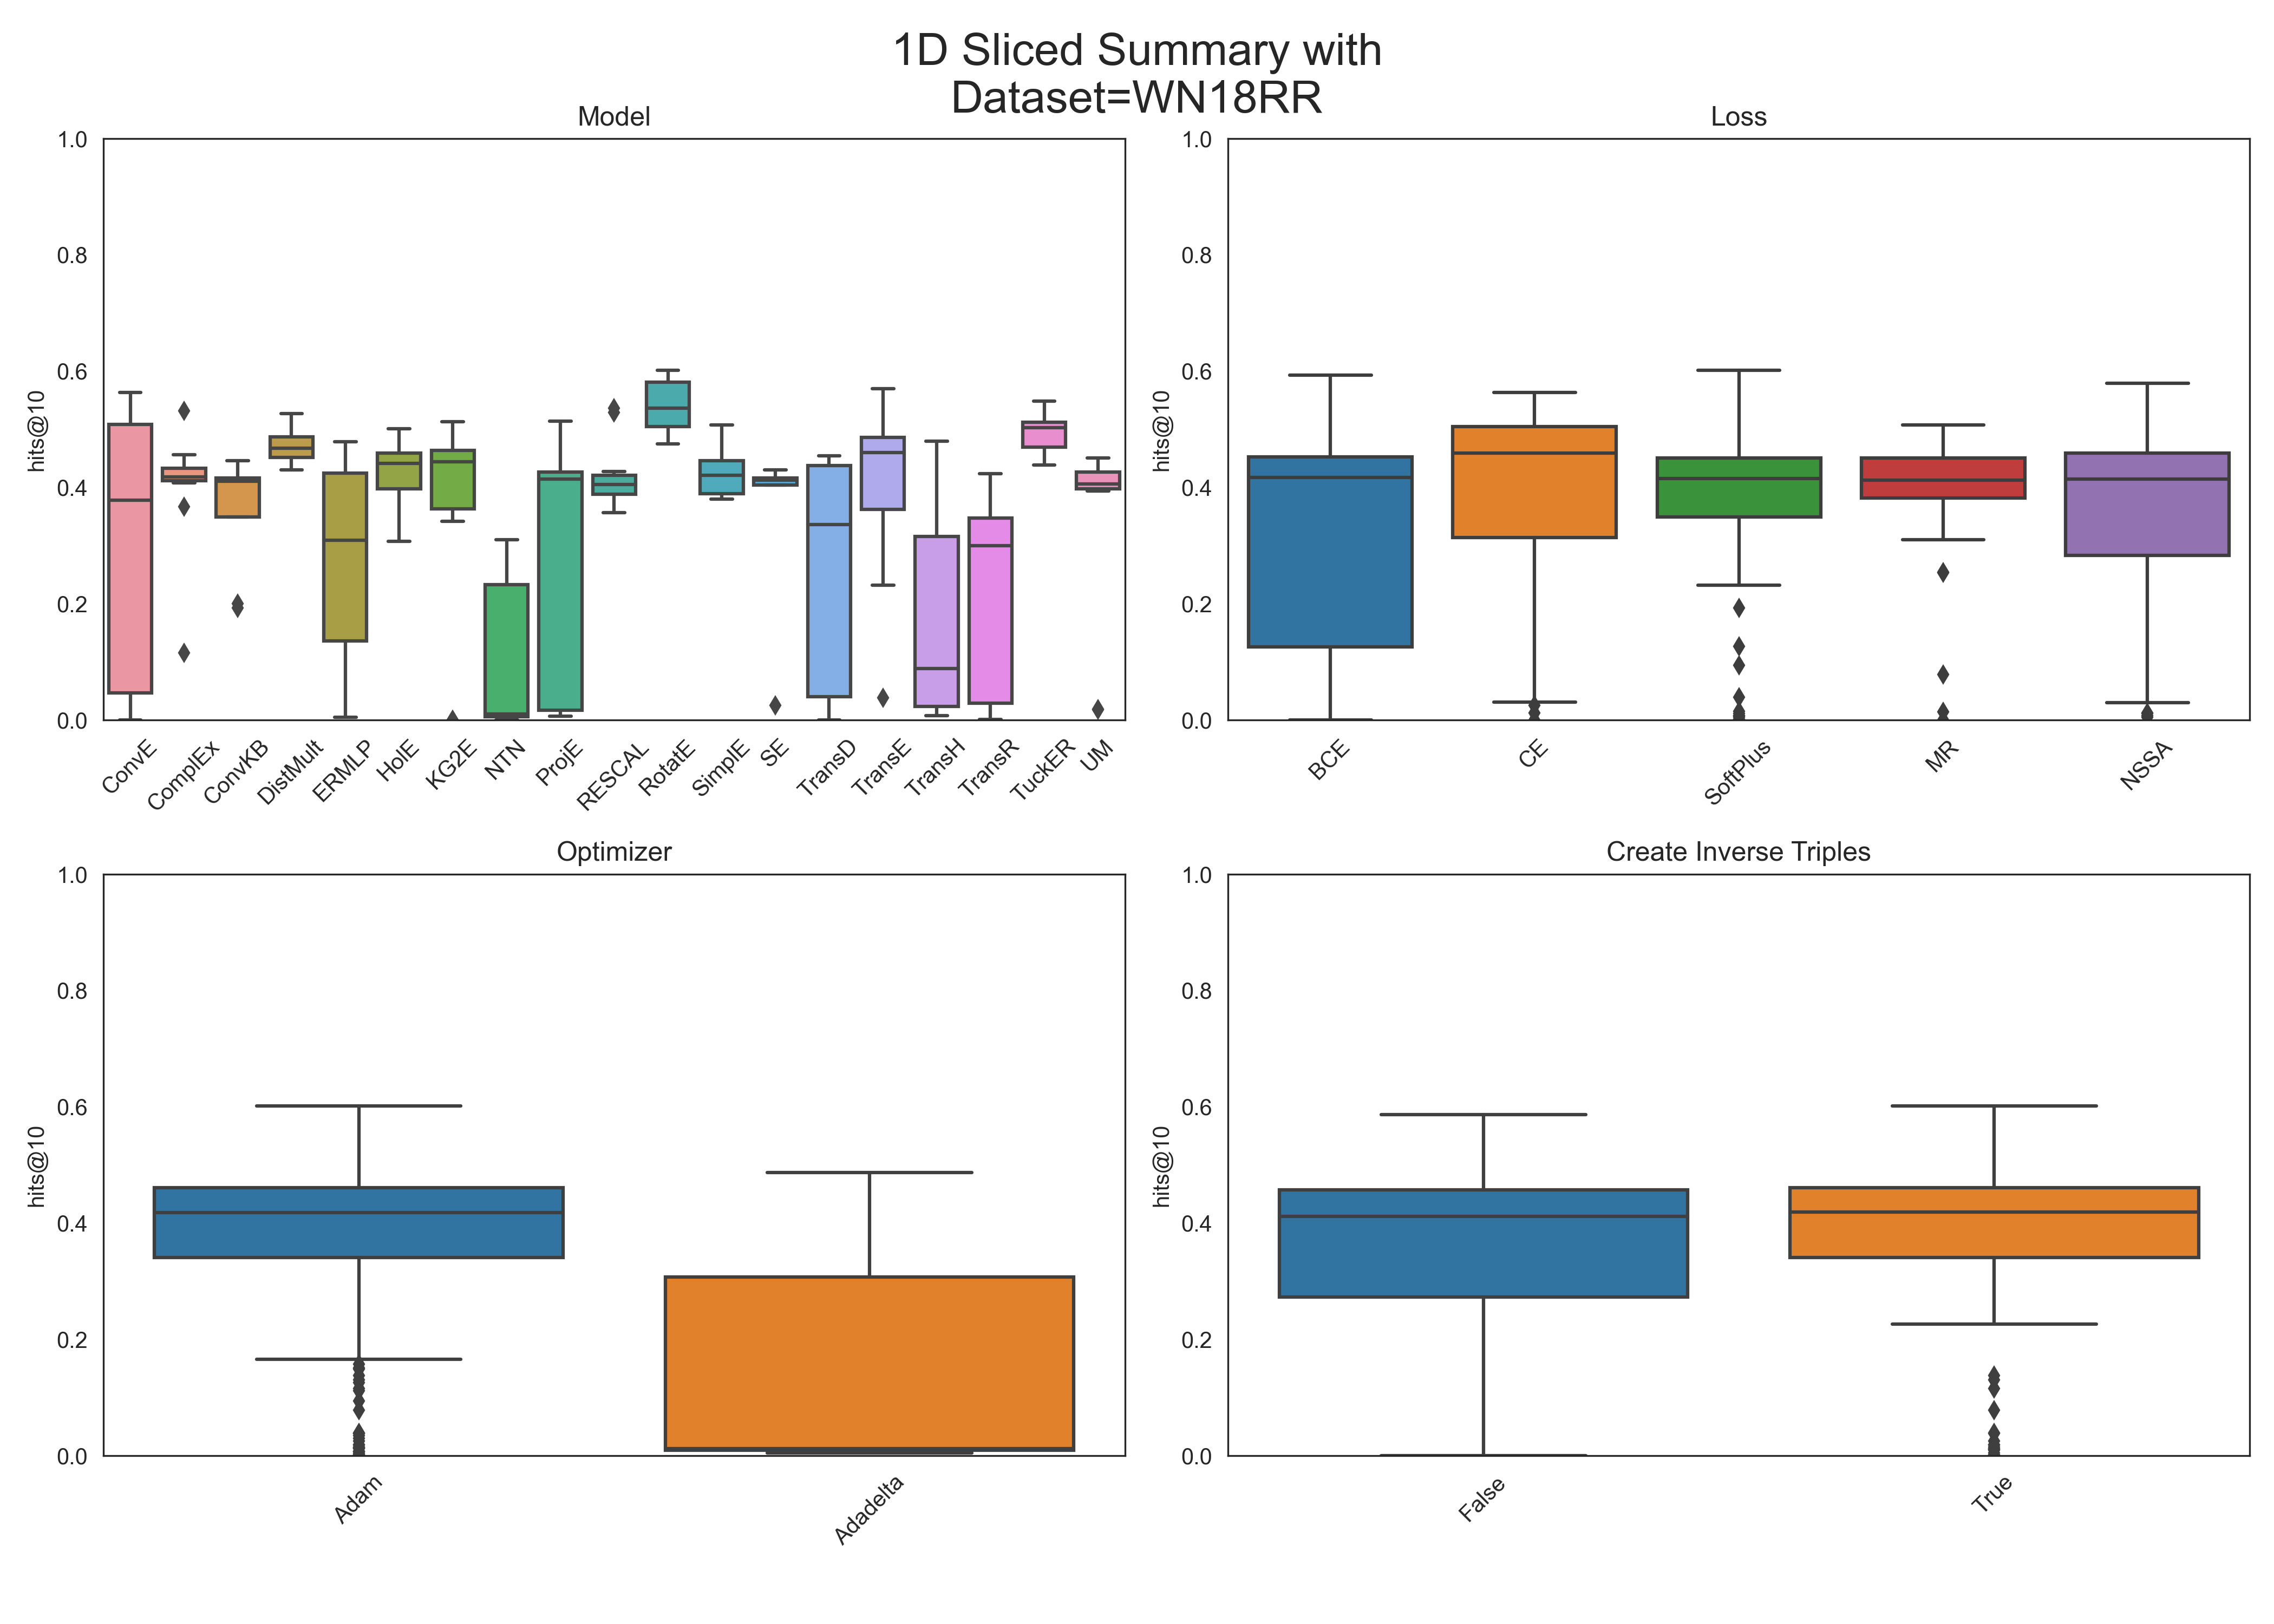 1D Sliced Summary with
Dataset=WN18RR
Model
1.0
0.8
0.6
0.4
0.2
0.0
hits@10
ConvE
ComplEx
ConvKB
DistMult
ERMLP
HolE
KG2E
NTN
ProjE
RESCAL
RotatE
SimplE
SE
TransD
TransE
TransH
TransR
TuckER
UM
Loss
1.0
0.8
0.6
0.4
0.2
0.0
hits@10
BCE
CE
SoftPlus
MR
NSSA
Optimizer
1.0
0.8
0.6
0.4
0.2
0.0
hits@10
Adam
Adadelta
Create Inverse Triples
1.0
0.8
0.6
0.4
0.2
0.0
hits@10
False
True